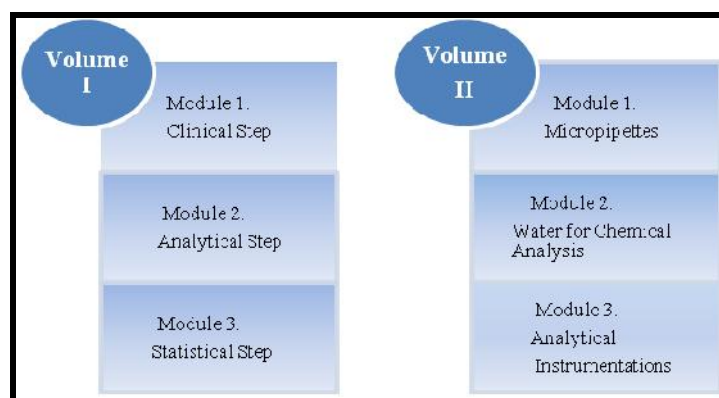 Volume
I
Module 1.
Clinical Step
Module 2.
Analytical Step
Module 3.
Statistical Step
Volume
II
Module 1.
Micropipettes
Module 2.
Water for Chemical
Analysis
Module 3.
Analytical
Instrumentations